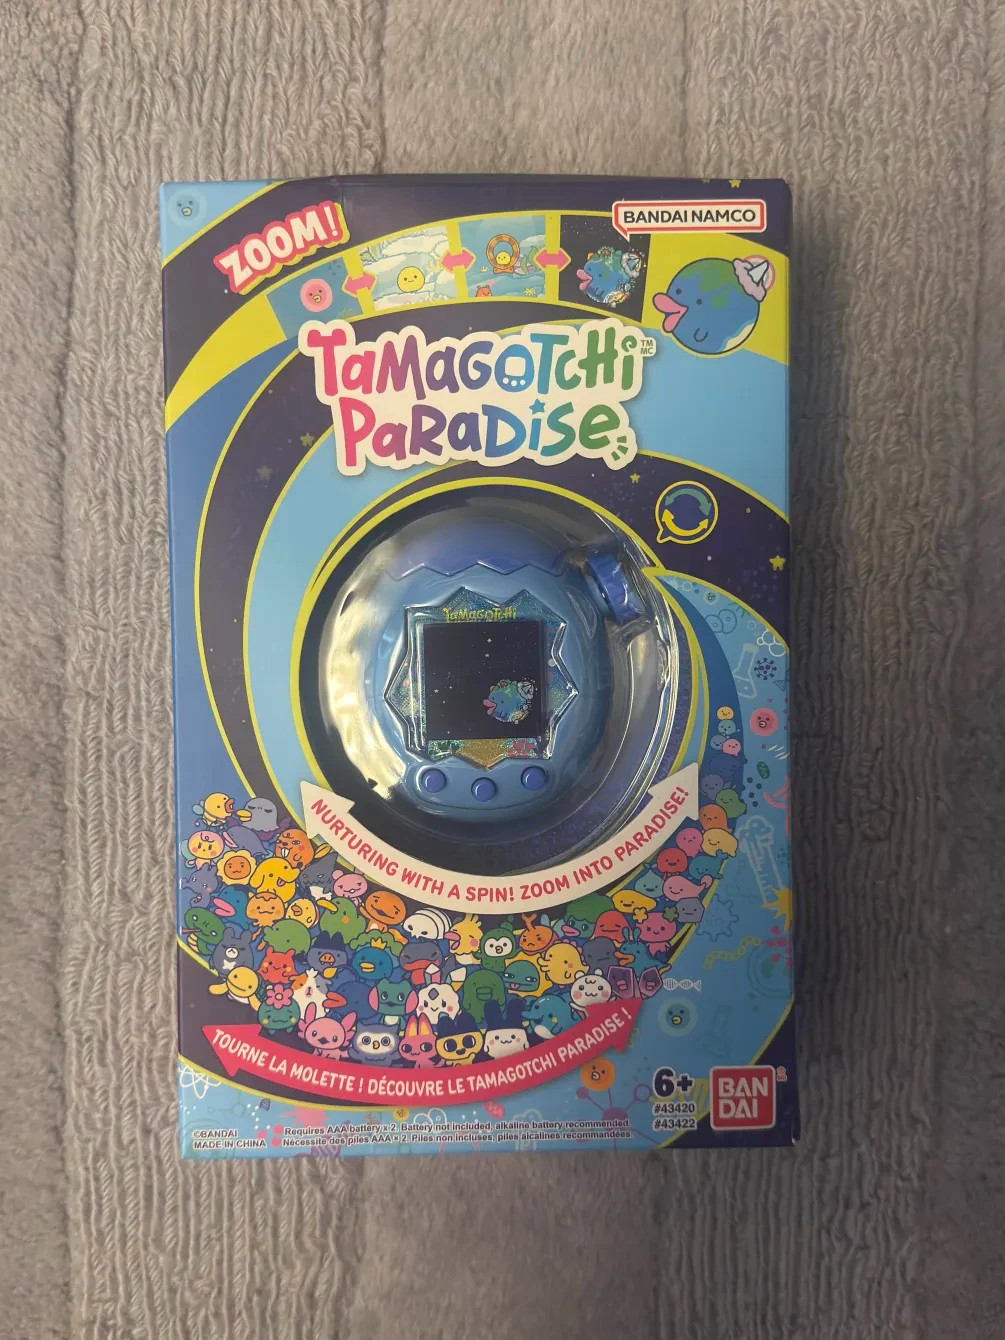 ZOOM!
BANDAI NAMCO
TaMaGoTcHi
TM
MC
PaRaDiSe
TaMaGoTcHi
NURTURING WITH A SPIN! ZOOM INTO PARADISE!
TOURNE LA MOLETTE ! DÉCOUVRE LE TAMAGOTCHI PARADISE !
6+
#43420
#43422
BAN
DAI
©BANDAI
MADE IN CHINA
Requires AAA battery x 2. Battery not included, alkaline battery recommended
Nécessite des piles AAA × 2. Piles non incluses, piles alcalines recommandées